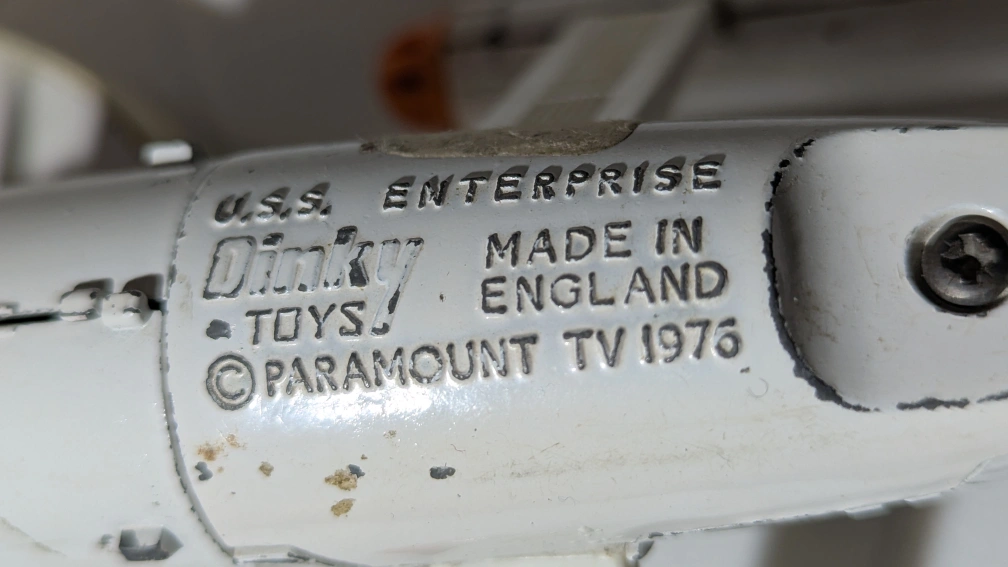 U.S.S. ENTERPRISE
Dinky TOYS
MADE IN
ENGLAND
© PARAMOUNT TV 1976